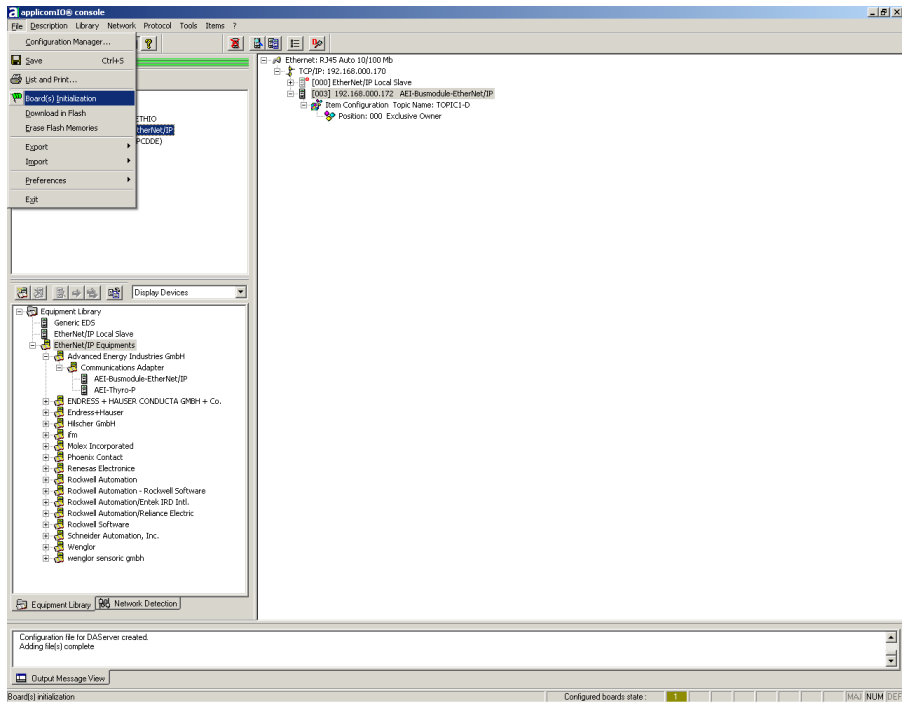 applicomIO® console
File Description Library Network Protocol Tools Items ?
Configuration Manager...
Save Ctrl+S
List and Print...
Board(s) Initialization
Download in Flash
Erase Flash Memories
Export
Import
Preferences
Exit
ETHIO
therNet/IP
PCDDE)
Ethernet: RJ45 Auto 10/100 Mb
TCP/IP: 192.168.000.170
[000] EtherNet/IP Local Slave
[003] 192.168.000.172 AEI-Busmodule-EtherNet/IP
Item Configuration Topic Name: TOPIC1-D
Position: 000 Exclusive Owner
Display Devices
Equipment Library
Generic EDS
EtherNet/IP Local Slave
EtherNet/IP Equipments
Advanced Energy Industries GmbH
Communications Adapter
AEI-Busmodule-EtherNet/IP
AEI-Thyro-P
ENDRESS + HAUSER CONDUCTA GMBH + Co.
Endress+Hauser
Hilscher GmbH
ifm
Molex Incorporated
Phoenix Contact
Renesas Electronice
Rockwell Automation
Rockwell Automation - Rockwell Software
Rockwell Automation/Entek IRD Intl.
Rockwell Automation/Reliance Electric
Rockwell Software
Schneider Automation, Inc.
Wenglor
wenglor sensoric gmbh
Equipment Library Network Detection
Configuration file for DAServer created.
Adding file(s) complete
Output Message View
Board(s) initialization Configured boards state : 1 MAJ NUM DEF